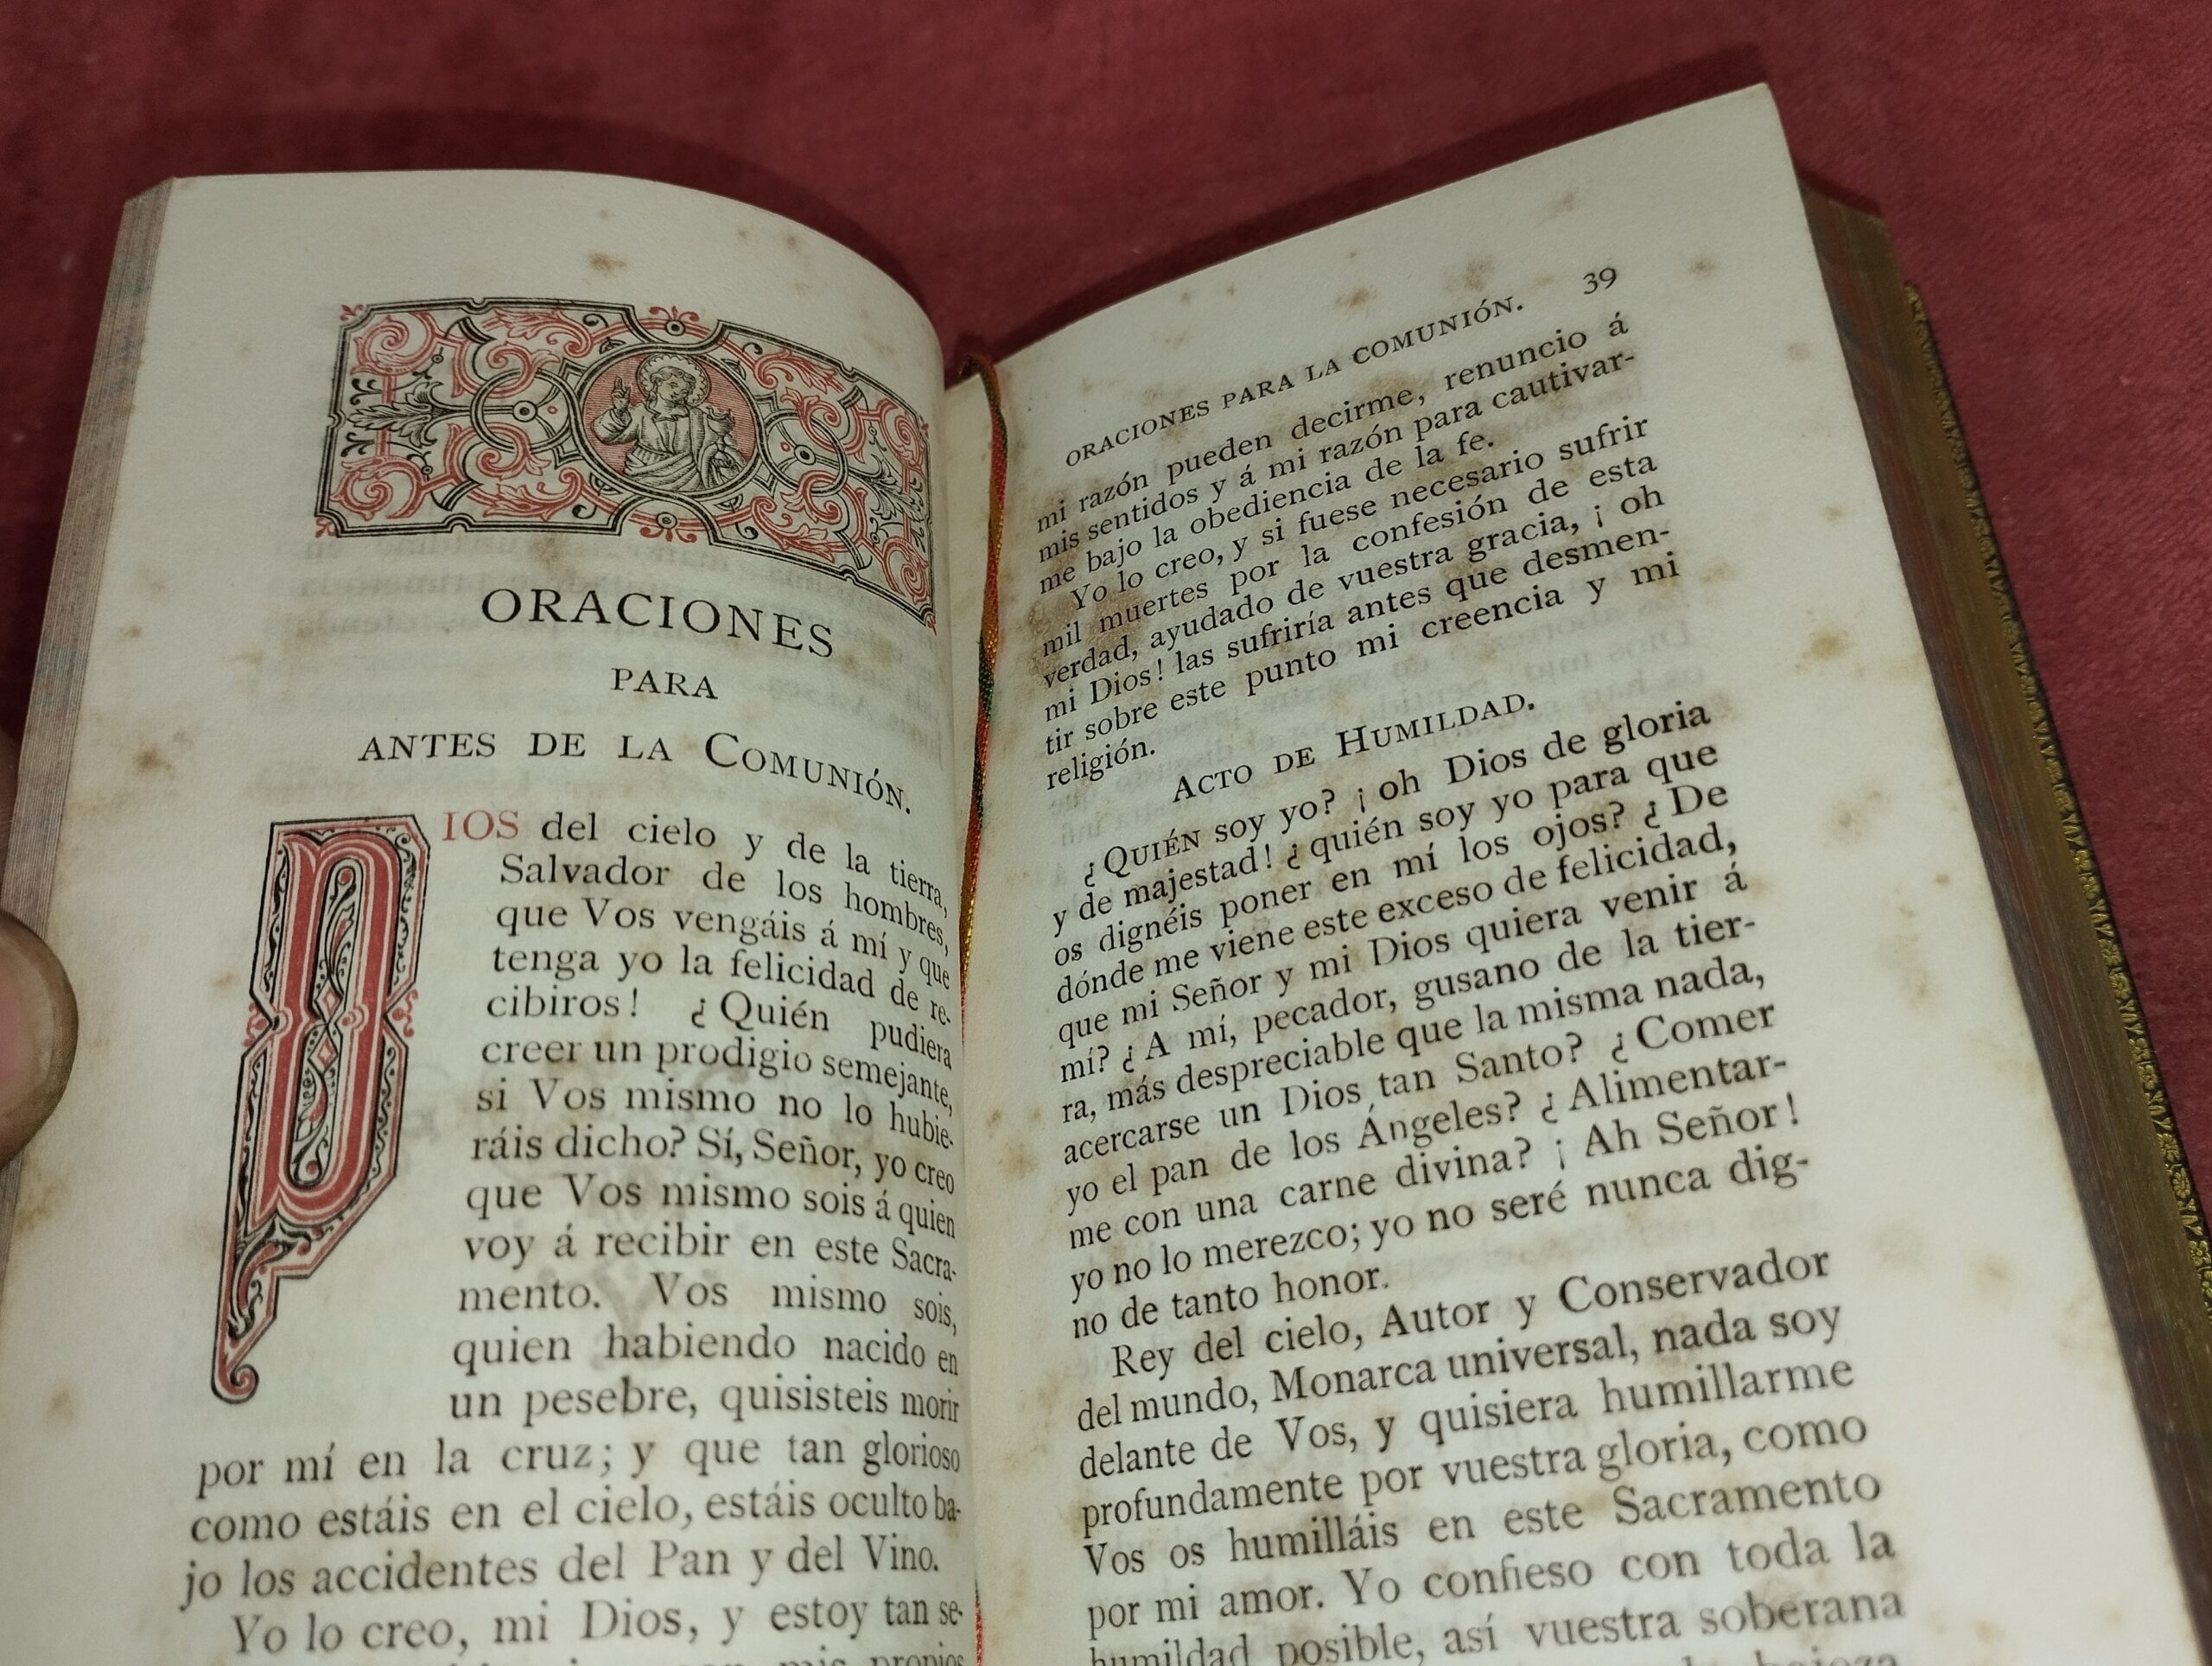 ORACIONES
PARA
ANTES DE LA COMUNIÓN.
DIOS del cielo y de la tierra,
Salvador de los hombres,
que Vos vengáis á mí y que
tenga yo la felicidad de re-
cibiros! ¿Quién pudiera
creer un prodigio semejante,
si Vos mismo no lo hubie-
ráis dicho? Sí, Señor, yo creo
que Vos mismo sois á quien
voy á recibir en este Sacra-
mento. Vos mismo sois,
quien habiendo nacido en
un pesebre, quisisteis morir
por mí en la cruz; y que tan glorioso
como estáis en el cielo, estáis oculto ba-
jo los accidentes del Pan y del Vino.
Yo lo creo, mi Dios, y estoy tan se-
mis propios
ORACIONES PARA LA COMUNIÓN. 39
mi razón pueden decirme, renuncio á
mis sentidos y á mi razón para cautivar-
me bajo la obediencia de la fe.
Yo lo creo, y si fuese necesario sufrir
mil muertes por la confesión de esta
verdad, ayudado de vuestra gracia, ¡oh
mi Dios! las sufriría antes que desmen-
tir sobre este punto mi creencia y mi
religión.
ACTO DE HUMILDAD.
¿QUIÉN soy yo? ¡oh Dios de gloria
y de majestad! ¿quién soy yo para que
os dignéis poner en mí los ojos? ¿De
dónde me viene este exceso de felicidad,
que mi Señor y mi Dios quiera venir á
mí? ¿A mí, pecador, gusano de la tier-
ra, más despreciable que la misma nada,
acercarse un Dios tan Santo? ¿Comer
yo el pan de los Ángeles? ¿Alimentar-
me con una carne divina? ¡Ah Señor!
yo no lo merezco; yo no seré nunca dig-
no de tanto honor.
Rey del cielo, Autor y Conservador
del mundo, Monarca universal, nada soy
delante de Vos, y quisiera humillarme
profundamente por vuestra gloria, como
Vos os humilláis en este Sacramento
por mi amor. Yo confieso con toda la
humildad posible, así vuestra soberana
bajeza